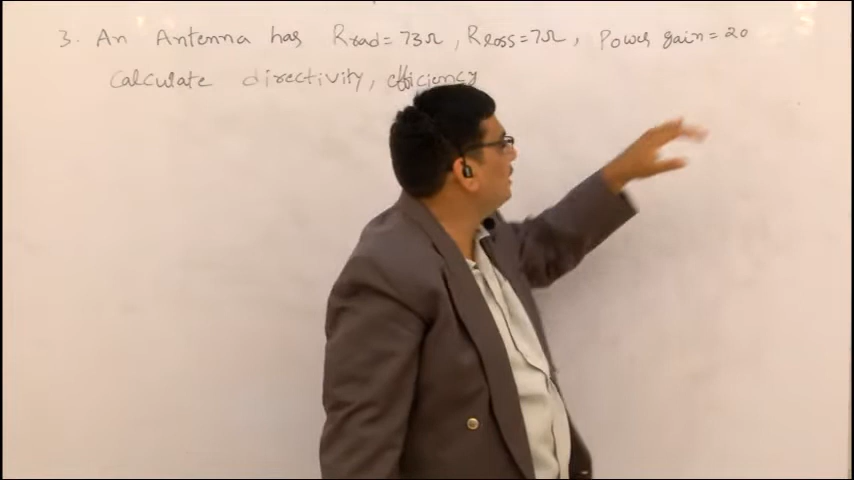 3. An Antenna has Rrad = 73Ω, Rloss = 7Ω, Power gain = 20
Calculate directivity, efficiency